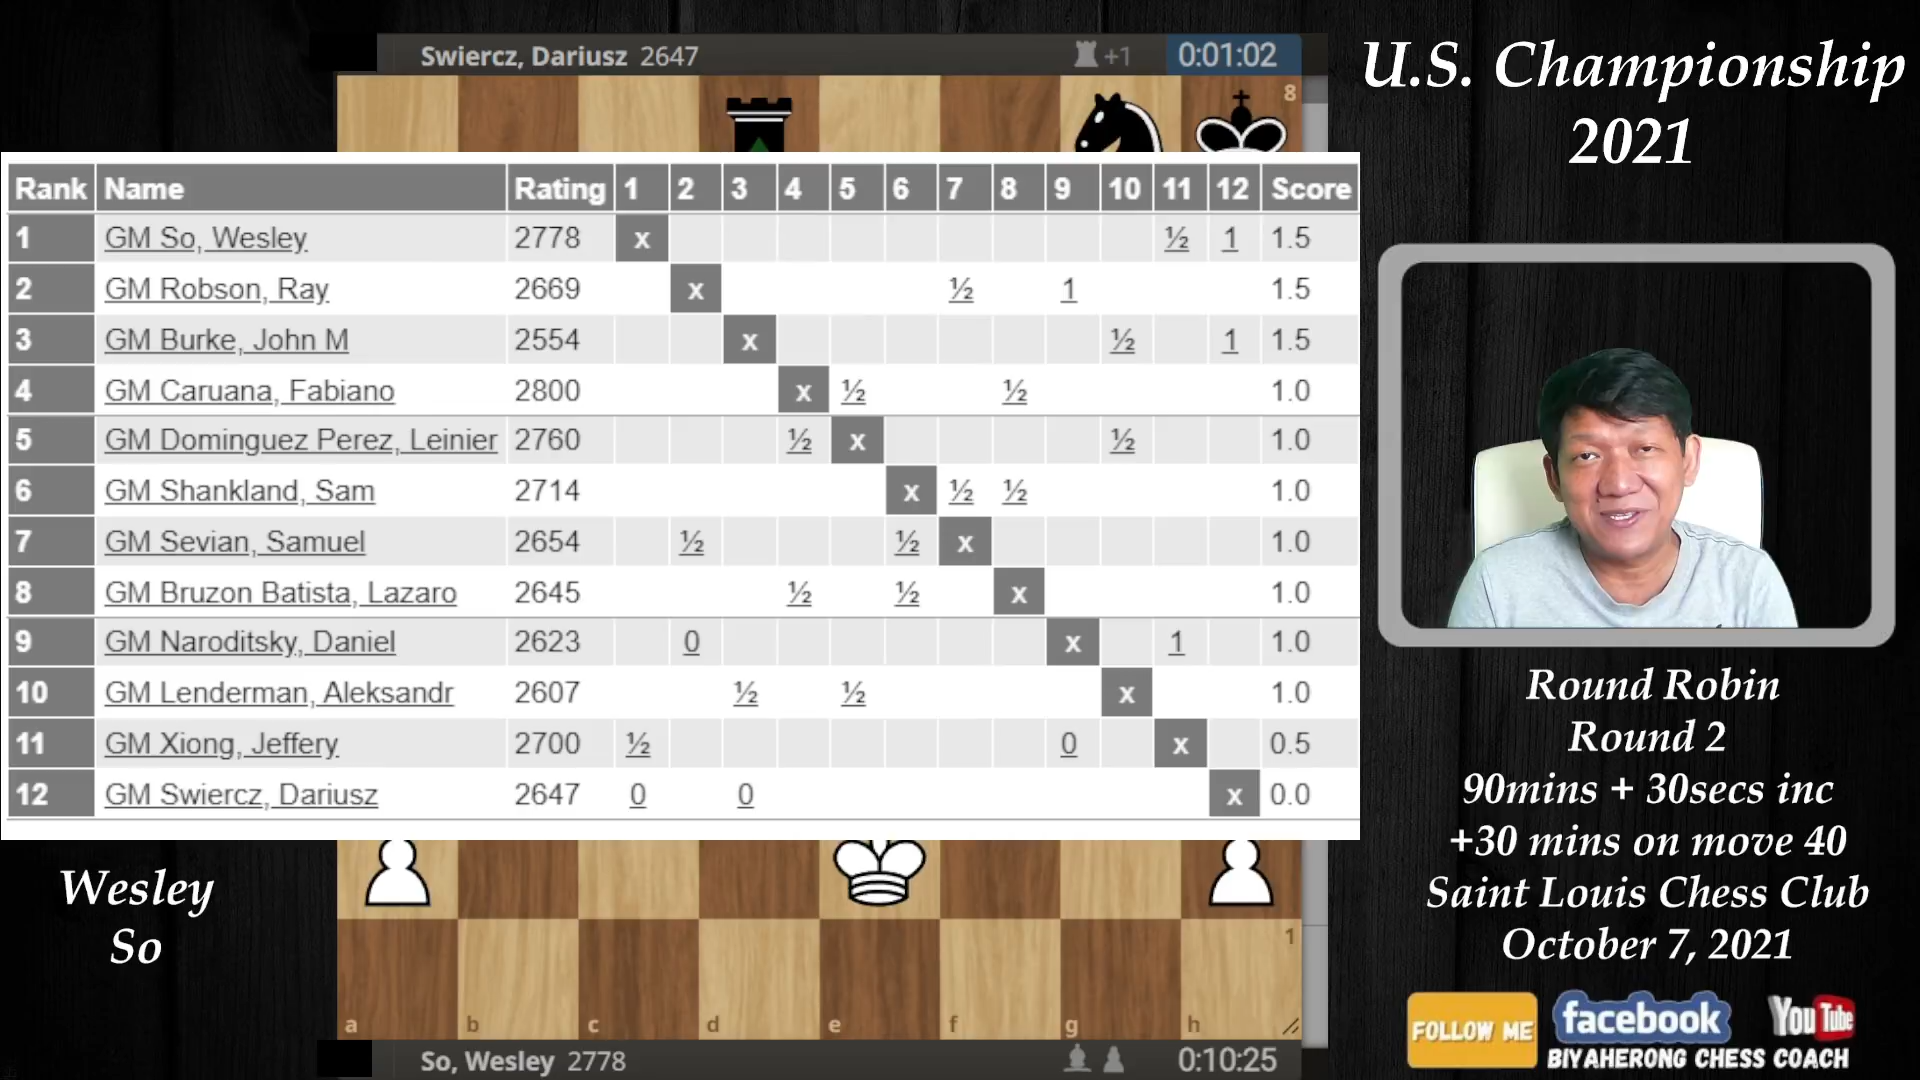 Swiercz, Dariusz 2647 +1 0:01:02
U.S. Championship
2021
8
Rank Name Rating 1 2 3 4 5 6 7 8 9 10 11 12 Score
1 GM So, Wesley 2778 x ½ 1 1.5
2 GM Robson, Ray 2669 x ½ 1 1.5
3 GM Burke, John M 2554 x ½ 1 1.5
4 GM Caruana, Fabiano 2800 x ½ ½ 1.0
5 GM Dominguez Perez, Leinier 2760 ½ x ½ 1.0
6 GM Shankland, Sam 2714 x ½ ½ 1.0
7 GM Sevian, Samuel 2654 ½ ½ x 1.0
8 GM Bruzon Batista, Lazaro 2645 ½ ½ x 1.0
9 GM Naroditsky, Daniel 2623 0 x 1 1.0
10 GM Lenderman, Aleksandr 2607 ½ ½ x 1.0
11 GM Xiong, Jeffery 2700 ½ 0 x 0.5
12 GM Swiercz, Dariusz 2647 0 0 x 0.0
Round Robin
Round 2
90mins + 30secs inc
+30 mins on move 40
Saint Louis Chess Club
October 7, 2021
Wesley
So
1
a b c d e f g h
So, Wesley 2778 0:10:25
FOLLOW ME facebook YouTube
BIYAHERONG CHESS COACH